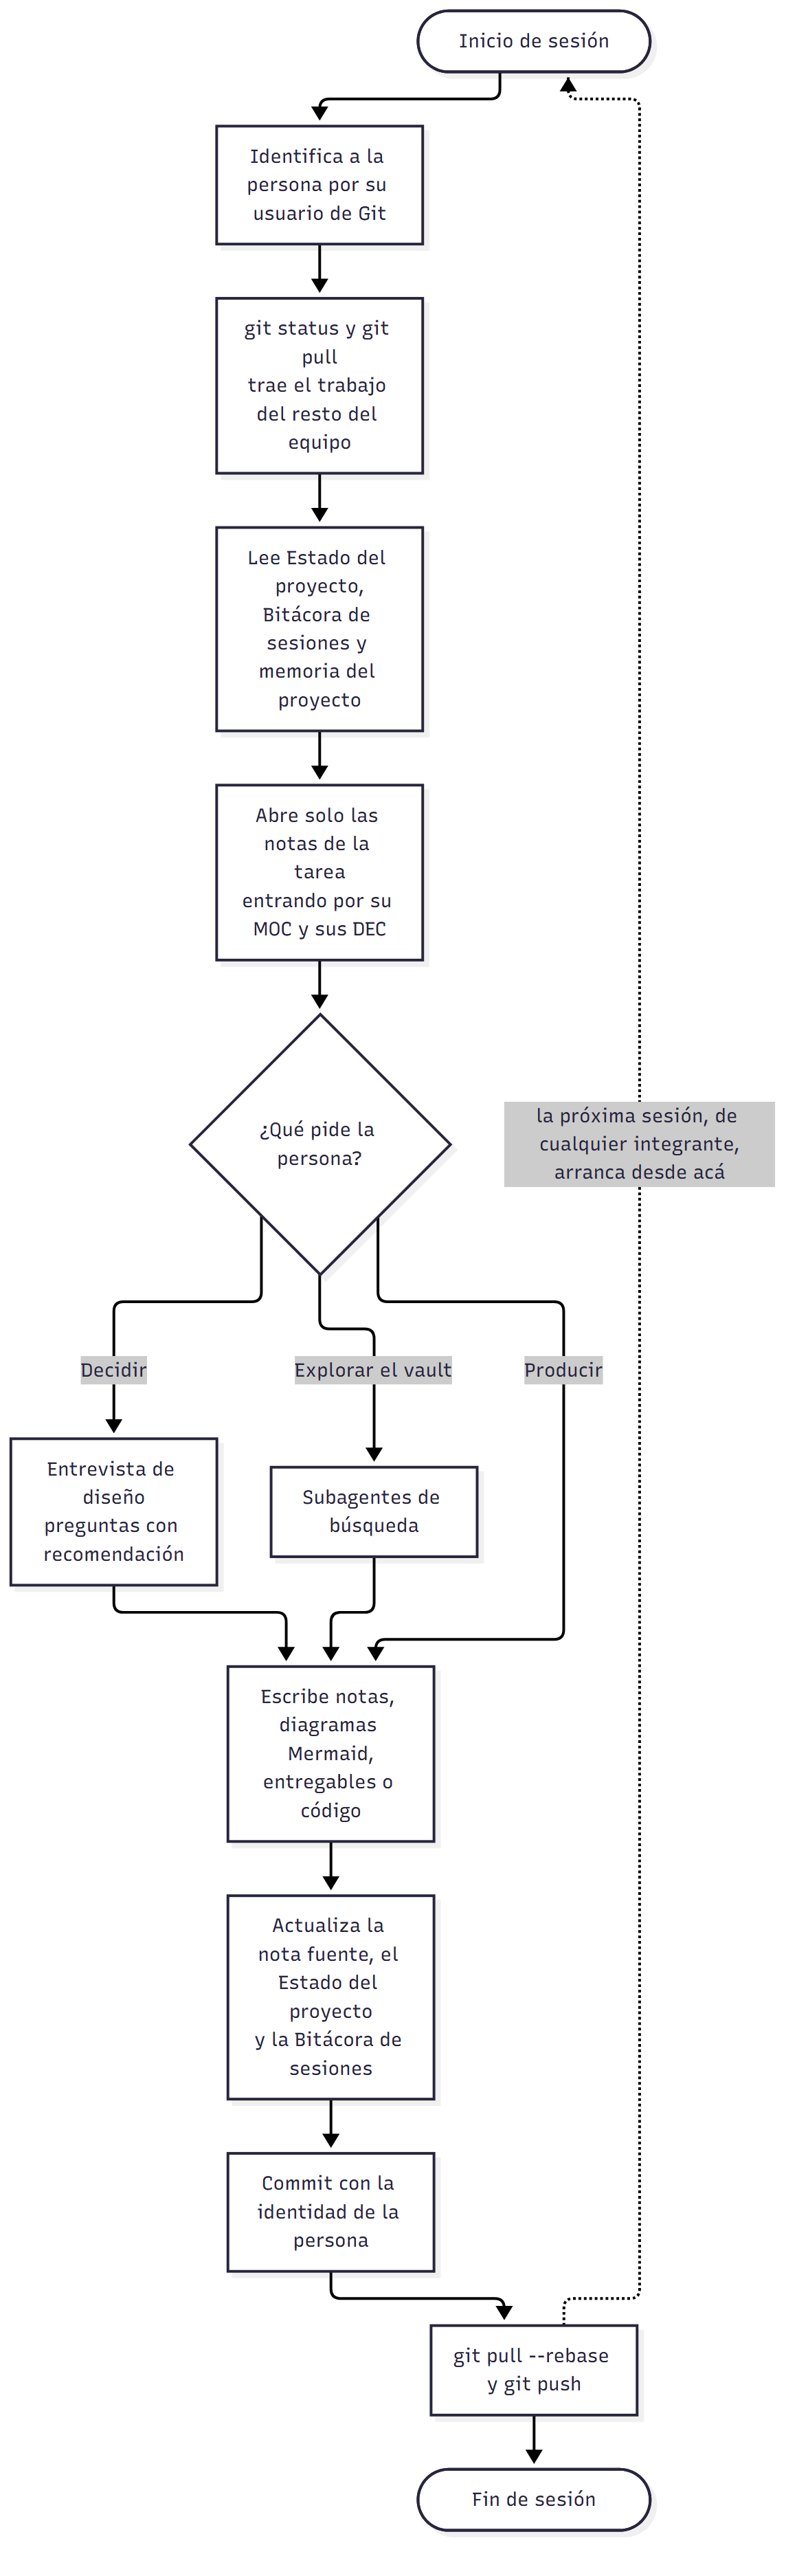 Inicio de sesión
Identifica a la
persona por su
usuario de Git
git status y git
pull
trae el trabajo
del resto del
equipo
Lee Estado del
proyecto,
Bitácora de
sesiones y
memoria del
proyecto
Abre solo las
notas de la
tarea
entrando por su
MOC y sus DEC
¿Qué pide la
persona?
la próxima sesión, de
cualquier integrante,
arranca desde acá
Decidir
Explorar el vault
Producir
Entrevista de
diseño
preguntas con
recomendación
Subagentes de
búsqueda
Escribe notas,
diagramas
Mermaid,
entregables o
código
Actualiza la
nota fuente, el
Estado del
proyecto
y la Bitácora de
sesiones
Commit con la
identidad de la
persona
git pull --rebase
y git push
Fin de sesión